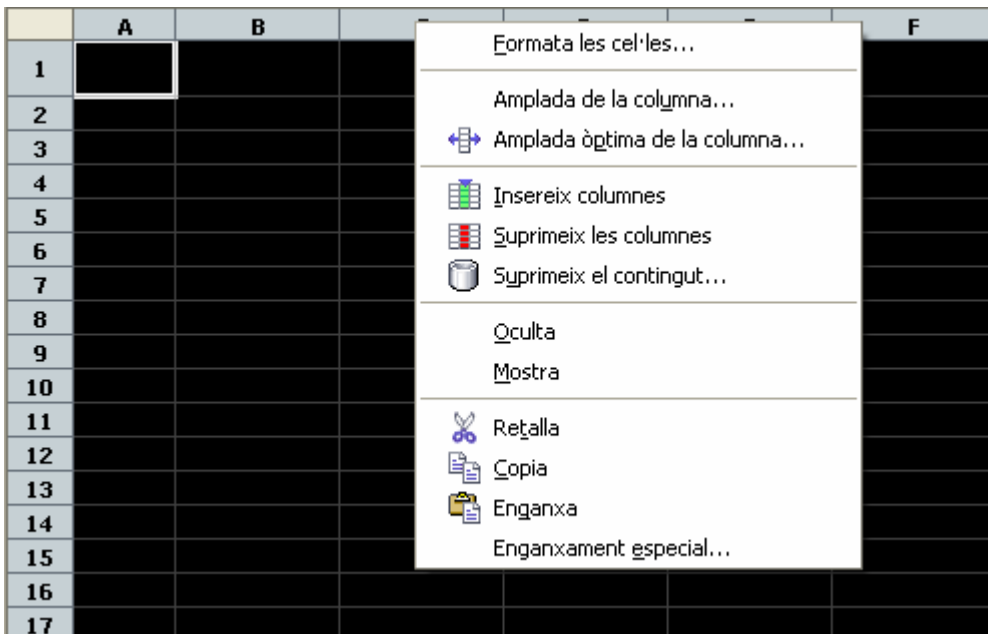 A B F
1
Formata les cel·les...
2
Amplada de la columna...
3
Amplada òptima de la columna...
4
Insereix columnes
5
Suprimeix les columnes
6
7
Suprimeix el contingut...
8
Oculta
9
10
Mostra
11
Retalla
12
Copia
13
Enganxa
14
15
Enganxament especial...
16
17